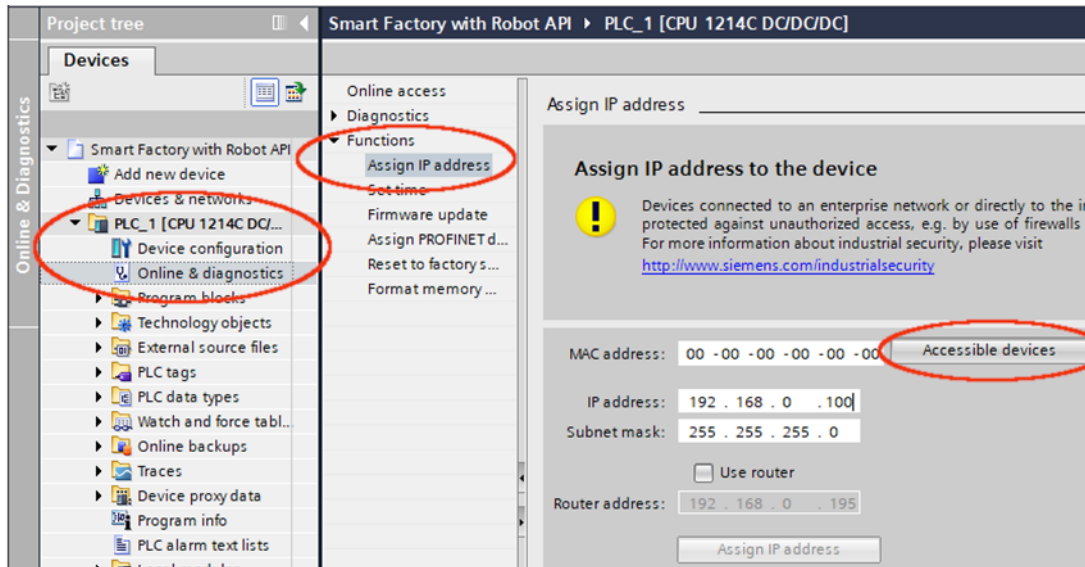 Online & Diagnostics
Project tree
Devices
Smart Factory with Robot API
Add new device
Devices & networks
PLC_1 [CPU 1214C DC/...
Device configuration
Online & diagnostics
Program blocks
Technology objects
External source files
PLC tags
PLC data types
Watch and force tabl...
Online backups
Traces
Device proxy data
Program info
PLC alarm text lists
Smart Factory with Robot API ▸ PLC_1 [CPU 1214C DC/DC/DC]
Online access
Diagnostics
Functions
Assign IP address
Set time
Firmware update
Assign PROFINET d...
Reset to factory s...
Format memory ...
Assign IP address
Assign IP address to the device
Devices connected to an enterprise network or directly to the
protected against unauthorized access, e.g. by use of firewalls
For more information about industrial security, please visit
http://www.siemens.com/industrialsecurity
MAC address: 00 -00 -00 -00 -00 -00 Accessible devices
IP address: 192 . 168 . 0 . 100
Subnet mask: 255 . 255 . 255 . 0
Use router
Router address: 192 . 168 . 0 . 195
Assign IP address